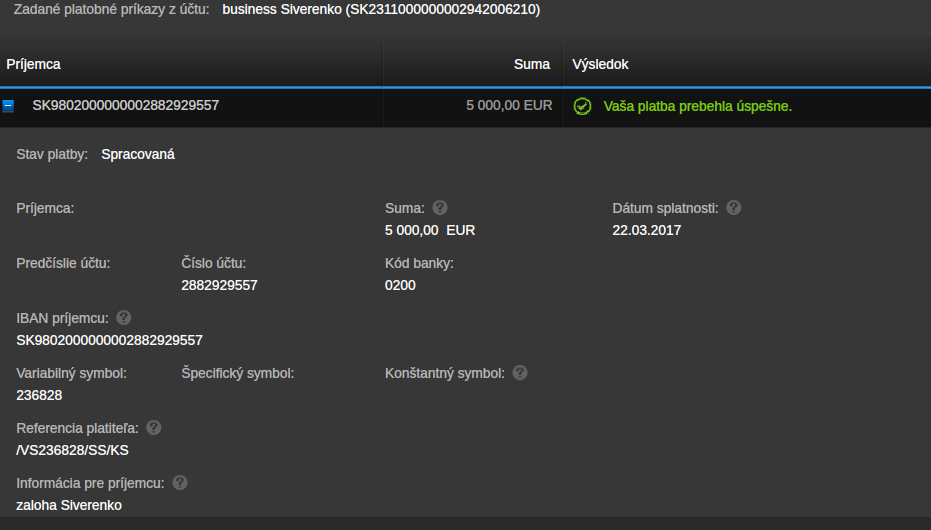 Zadané platobné príkazy z účtu: business Siverenko (SK2311000000002942006210)
Príjemca Suma Výsledok
SK9802000000002882929557 5 000,00 EUR Vaša platba prebehla úspešne.
Stav platby: Spracovaná
Príjemca: Suma: ? Dátum splatnosti: ?
5 000,00 EUR 22.03.2017
Predčíslie účtu: Číslo účtu: Kód banky:
2882929557 0200
IBAN príjemcu: ?
SK9802000000002882929557
Variabilný symbol: Špecifický symbol: Konštantný symbol: ?
236828
Referencia platiteľa: ?
/VS236828/SS/KS
Informácia pre príjemcu: ?
zaloha Siverenko